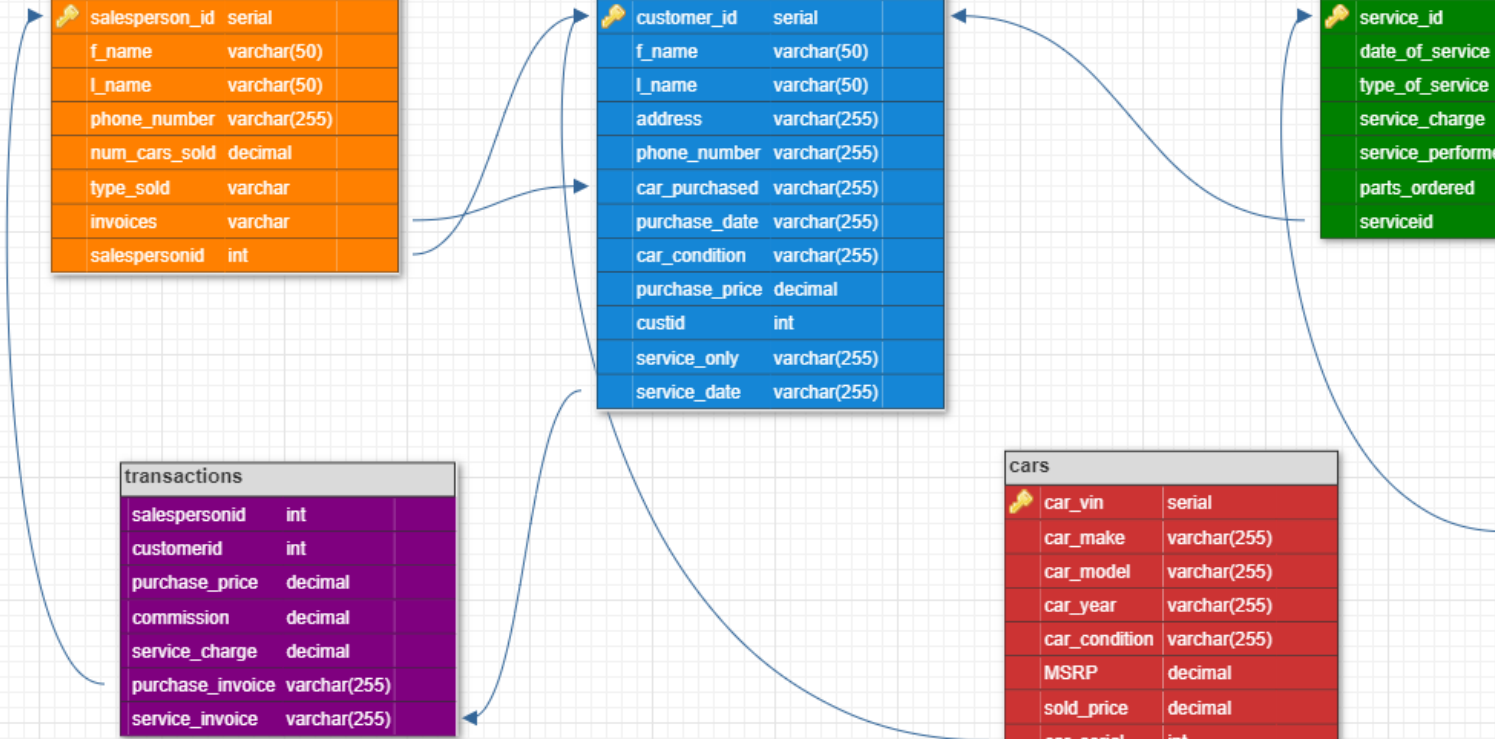 salesperson_id serial
f_name varchar(50)
l_name varchar(50)
phone_number varchar(255)
num_cars_sold decimal
type_sold varchar
invoices varchar
salespersonid int
customer_id serial
f_name varchar(50)
l_name varchar(50)
address varchar(255)
phone_number varchar(255)
car_purchased varchar(255)
purchase_date varchar(255)
car_condition varchar(255)
purchase_price decimal
custid int
service_only varchar(255)
service_date varchar(255)
service_id
date_of_service
type_of_service
service_charge
parts_ordered
serviceid
transactions
salespersonid int
customerid int
purchase_price decimal
commission decimal
service_charge decimal
purchase_invoice varchar(255)
service_invoice varchar(255)
cars
car_vin serial
car_make varchar(255)
car_model varchar(255)
car_year varchar(255)
car_condition varchar(255)
MSRP decimal
sold_price decimal